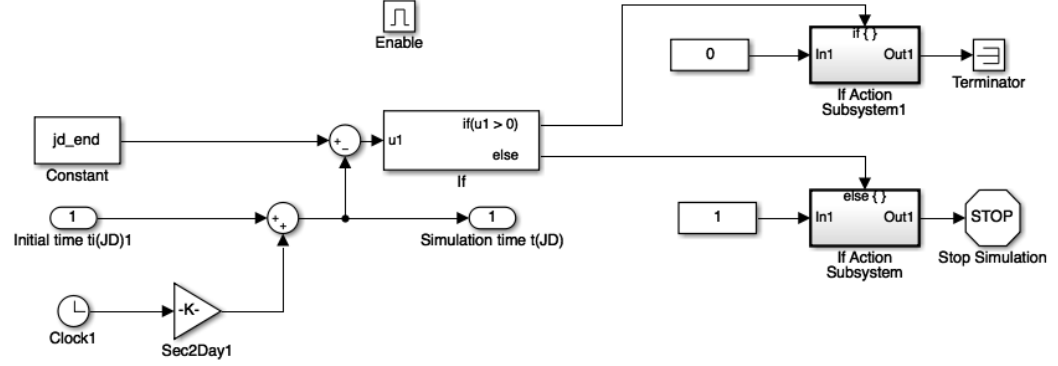 Enable
0
if { }
In1
Out1
If Action
Subsystem1
Terminator
jd_end
Constant
+
−
u1
if(u1 > 0)
else
If
1
Initial time ti(JD)1
+
+
1
Simulation time t(JD)
1
else { }
In1
Out1
If Action
Subsystem
STOP
Stop Simulation
Clock1
-K-
Sec2Day1